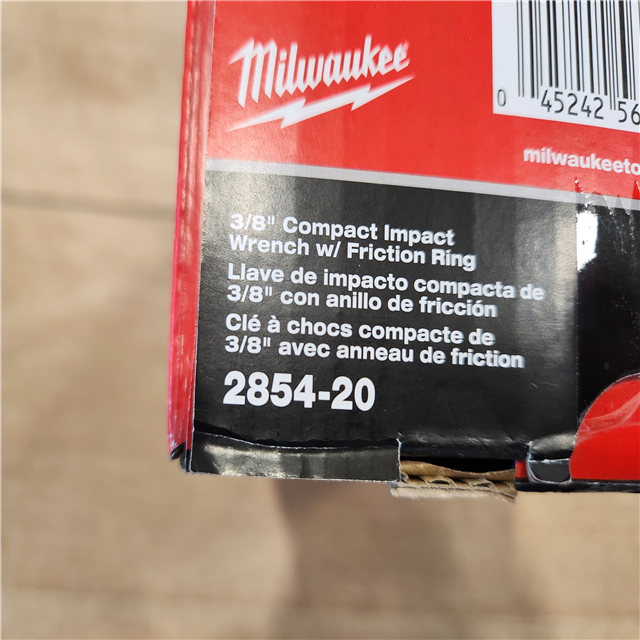 Milwaukee
0 45242 56
milwaukeeto
3/8" Compact Impact
Wrench w/ Friction Ring
Llave de impacto compacta de
3/8" con anillo de fricción
Clé à chocs compacte de
3/8" avec anneau de friction
2854-20